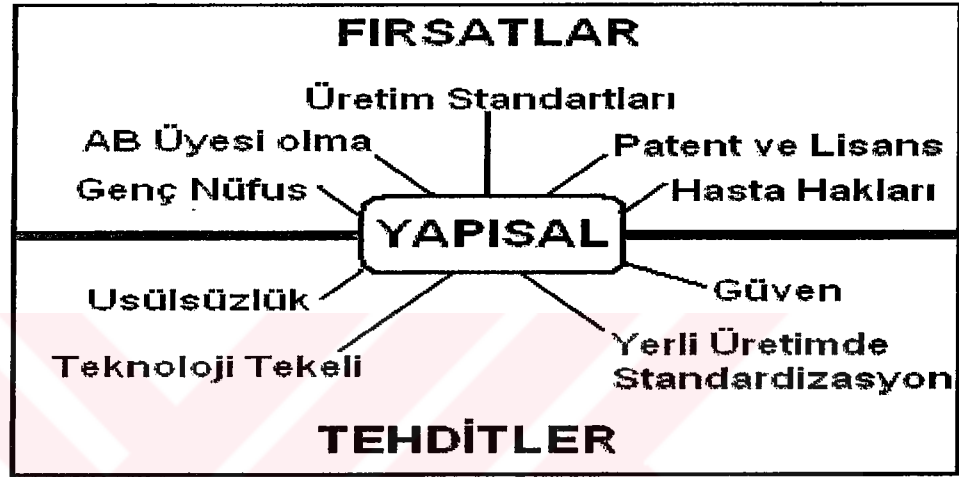 FIRSATLAR
Üretim Standartları
AB Üyesi olma
Patent ve Lisans
Genç Nüfus
Hasta Hakları
YAPISAL
Usülsüzlük
Güven
Teknoloji Tekeli
Yerli Üretimde
Standardizasyon
TEHDİTLER